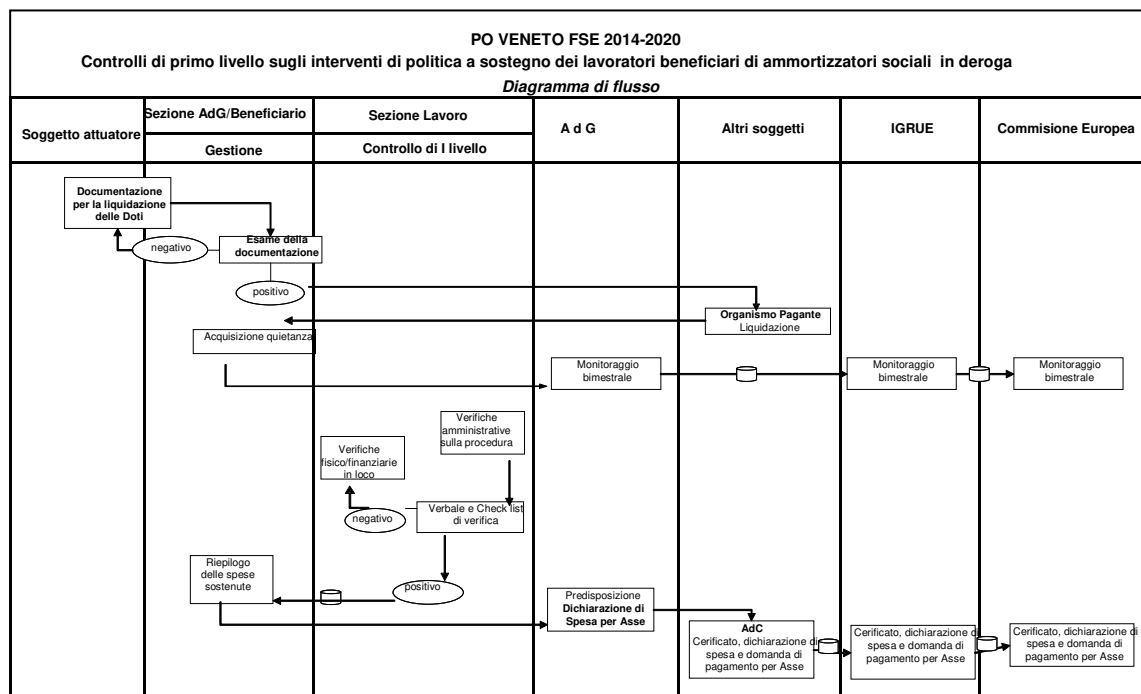 PO VENETO FSE 2014-2020
Controlli di primo livello sugli interventi di politica a sostegno dei lavoratori beneficiari di ammortizzatori sociali in deroga
Diagramma di flusso
Soggetto attuatore
Sezione AdG/Beneficiario
Gestione
Sezione Lavoro
Controllo di I livello
A d G
Altri soggetti
IGRUE
Commisione Europea
Documentazione
per la liquidazione
delle Doti
negativo
Esame della
documentazione
positivo
Organismo Pagante
Liquidazione
Acquisizione quietanza
Monitoraggio
bimestrale
Monitoraggio
bimestrale
Monitoraggio
bimestrale
Verifiche
amministrative
sulla procedura
Verifiche
fisico/finanziarie
in loco
negativo
Verbale e Check list
di verifica
Riepilogo
delle spese
sostenute
positivo
Predisposizione
Dichiarazione di
Spesa per Asse
AdC
Cerificato, dichiarazione di
spesa e domanda di
pagamento per Asse
Cerificato, dichiarazione di
spesa e domanda di
pagamento per Asse
Cerificato, dichiarazione di
spesa e domanda di
pagamento per Asse